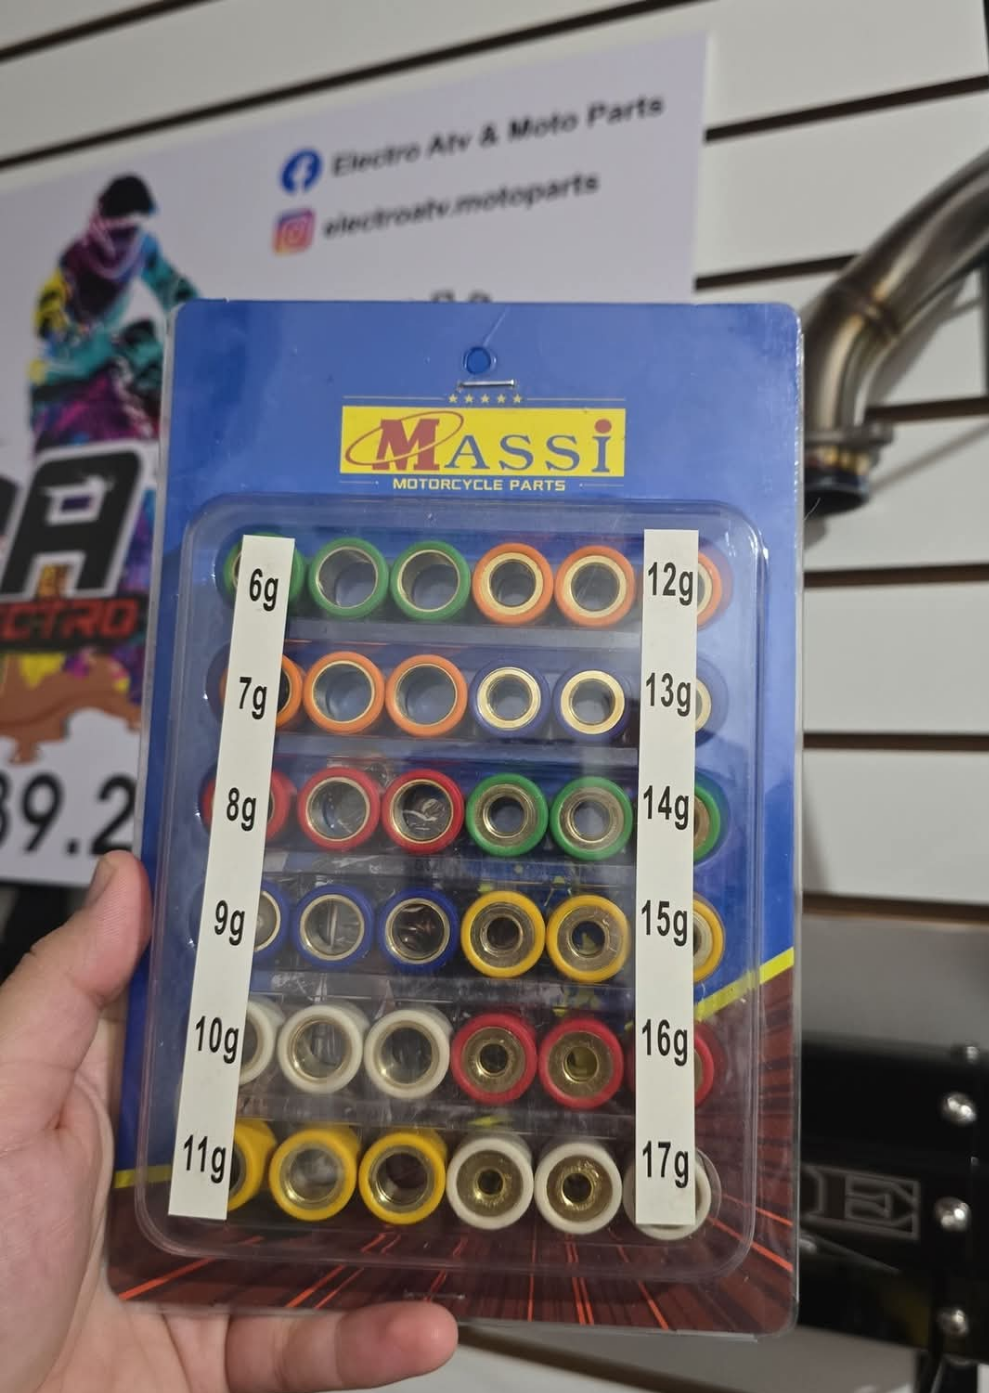 Electro Atv & Moto Parts
electroatv.motoparts
MASSi
MOTORCYCLE PARTS
6g 12g
7g 13g
8g 14g
9g 15g
10g 16g
11g 17g